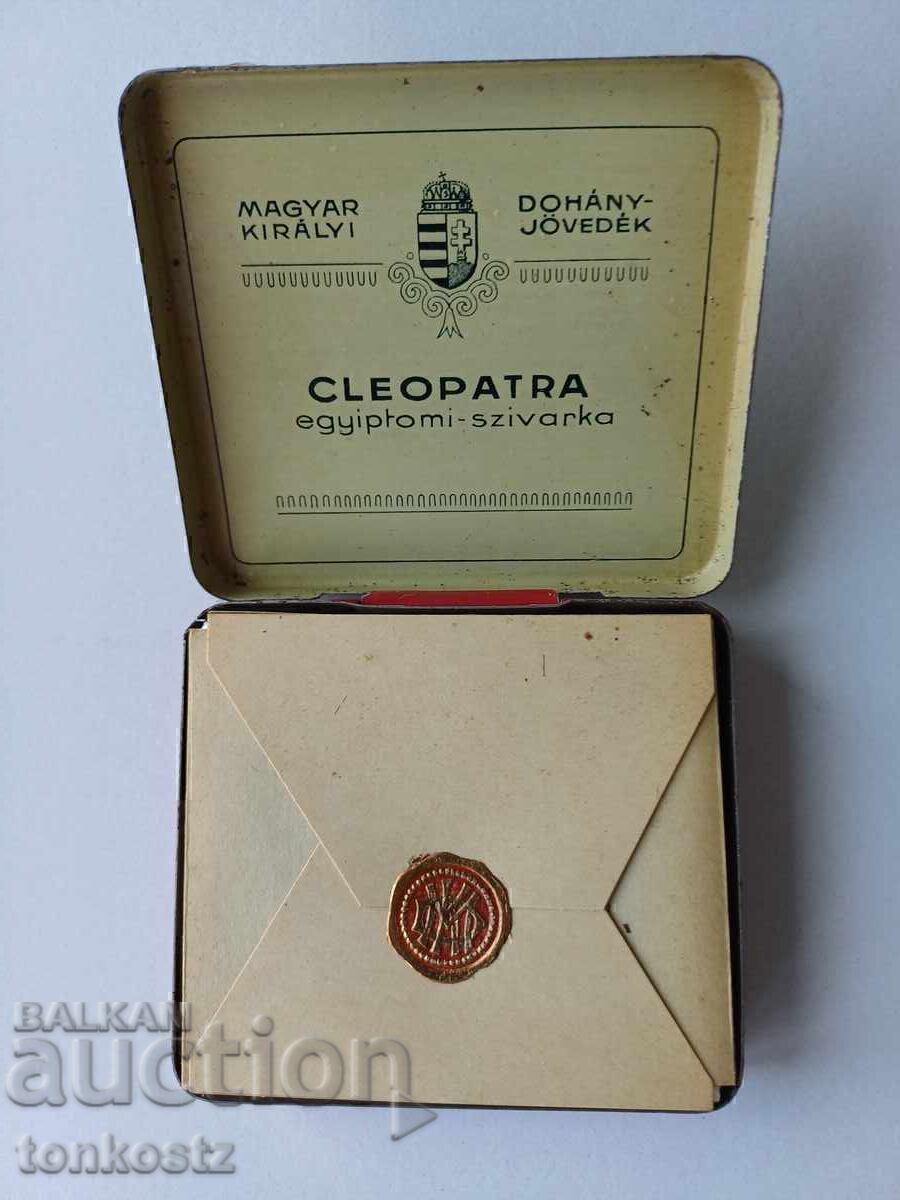 MAGYAR
KIRÁLYI
DOHÁNY-
JÖVEDÉK
CLEOPATRA
egyiptomi-szivarka
BALKAN
auction
tonkostz